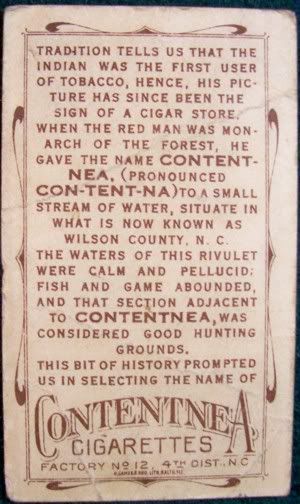 TRADITION TELLS US THAT THE
INDIAN WAS THE FIRST USER
OF TOBACCO, HENCE, HIS PIC-
TURE HAS SINCE BEEN THE
SIGN OF A CIGAR STORE.
WHEN THE RED MAN WAS MON-
ARCH OF THE FOREST, HE
GAVE THE NAME CONTENT-
NEA, (PRONOUNCED
CON-TENT-NA) TO A SMALL
STREAM OF WATER, SITUATE IN
WHAT IS NOW KNOWN AS
WILSON COUNTY, N. C.
THE WATERS OF THIS RIVULET
WERE CALM AND PELLUCID;
FISH AND GAME ABOUNDED,
AND THAT SECTION ADJACENT
TO CONTENTNEA, WAS
CONSIDERED GOOD HUNTING
GROUNDS.
THIS BIT OF HISTORY PROMPTED
US IN SELECTING THE NAME OF
CONTENTNEA
CIGARETTES
FACTORY NO 12, 4TH DIST., N.C
LITH. BALTO. MD.